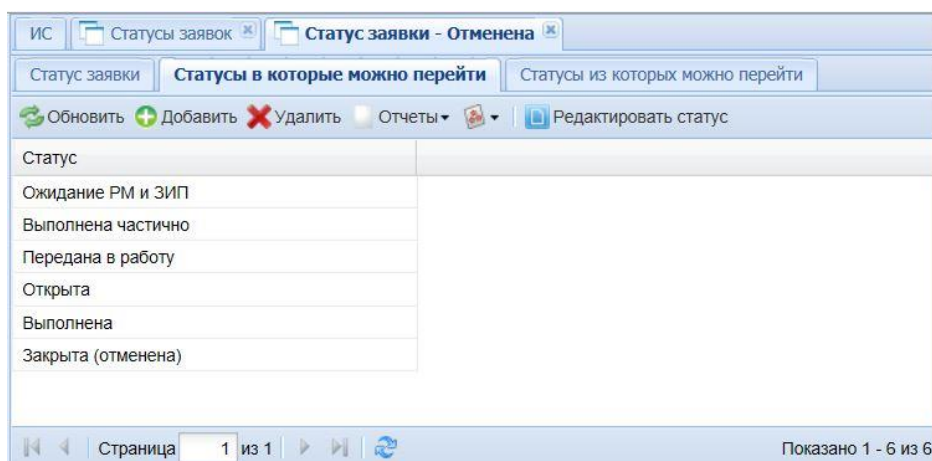 ИС Статусы заявок Статус заявки - Отменена
Статус заявки Статусы в которые можно перейти Статусы из которых можно перейти
Обновить Добавить Удалить Отчеты Редактировать статус
Статус
Ожидание РМ и ЗИП
Выполнена частично
Передана в работу
Открыта
Выполнена
Закрыта (отменена)
Страница 1 из 1 Показано 1 - 6 из 6